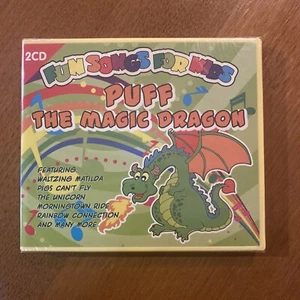 2CD
FUN SONGS FOR KIDS
PUFF
THE MAGIC DRAGON
FEATURING
WALTZING MATILDA
PIGS CAN'T FLY
THE UNICORN
MORNINGTOWN RIDE
RAINBOW CONNECTION
AND MANY MORE